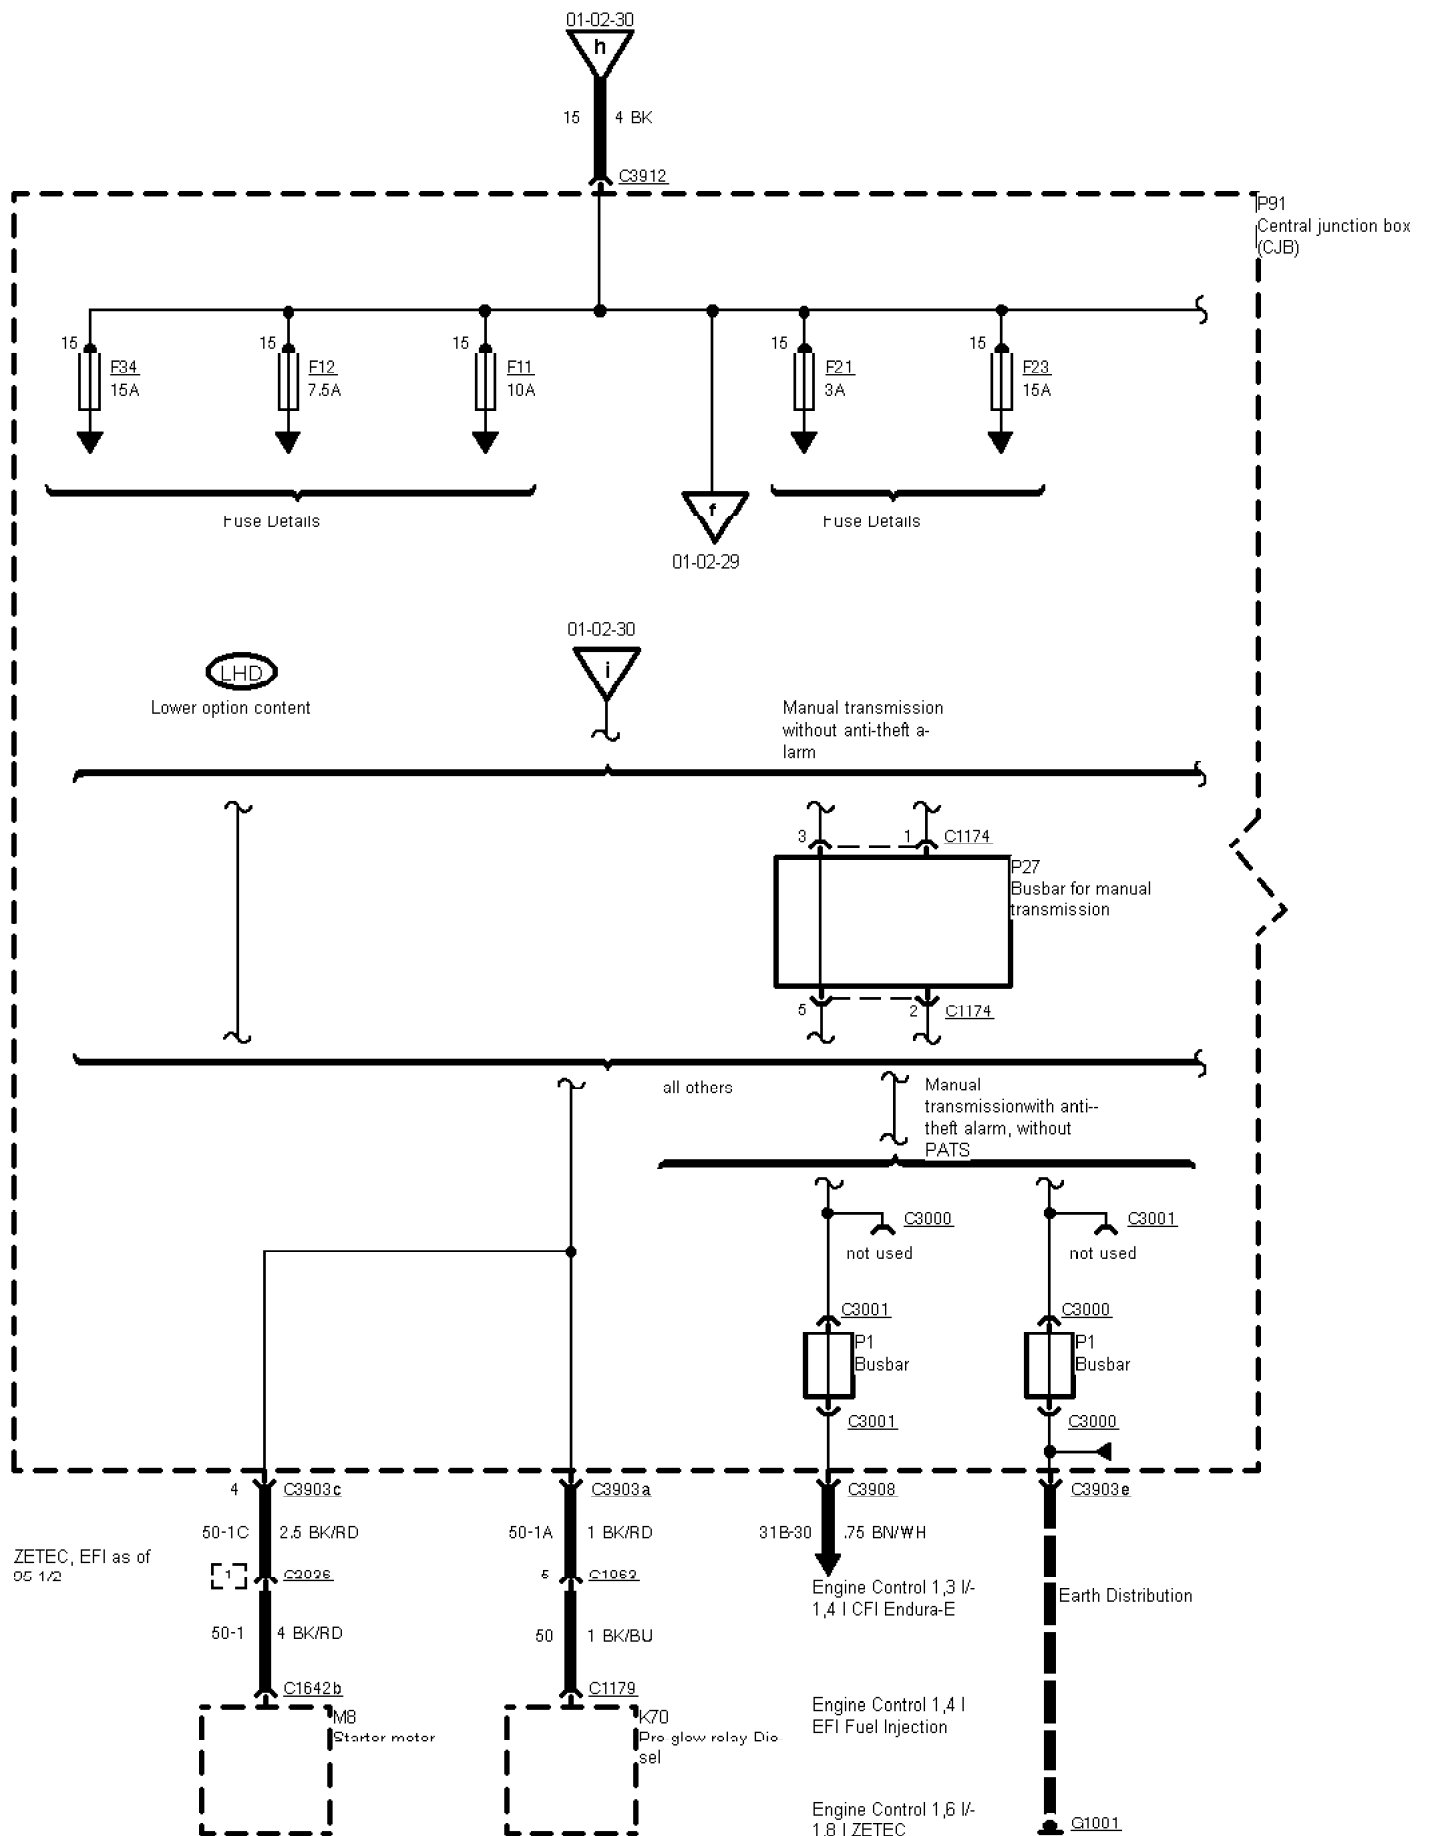 01-02-30
h
15 4 BK
C3912
P91
Central junction box
(CJB)
15 15 15 15 15
F34 F12 F11 F21 F23
15A 7.5A 10A 3A 15A
f
Fuse Details Fuse Details
01-02-29
01-02-30
i
LHD
Lower option content
Manual transmission
without anti-theft a-
larm
3 1 C1174
P27
Busbar for manual
transmission
5 2 C1174
all others
Manual
transmissionwith anti--
theft alarm, without
PATS
C3000 C3001
not used not used
C3001 C3000
P1 P1
Busbar Busbar
C3001 C3000
4 C3903c C3903a C3908 C3903e
50-1C 2.5 BK/RD 50-1A 1 BK/RD 31B-30 .75 BN/WH
ZETEC, EFI as of
1
Engine Control 1,3 l/-
1,4 l CFI Endura-E
Earth Distribution
50-1 4 BK/RD 50 1 BK/BU
C1642b C1179
M8 K70
Starter motor
Pre glow relay Die
sel
Engine Control 1,4 l
EFI Fuel Injection
Engine Control 1,6 l/-
1,8 l ZETEC
G1001